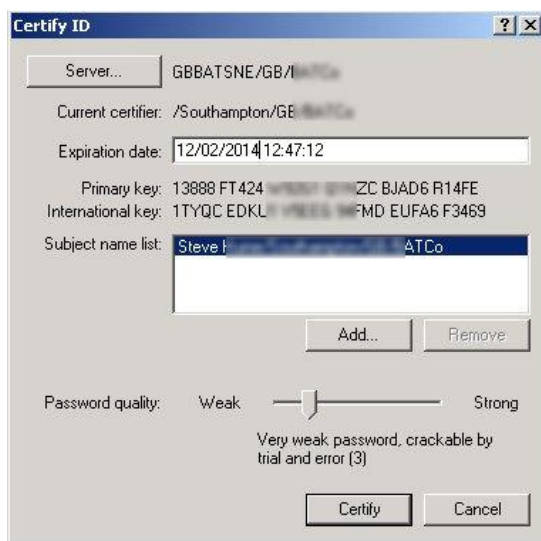 Certify ID
Server... GBBATSNE/GB/
Current certifier: /Southampton/GB
Expiration date: 12/02/2014 12:47:12
Primary key: 13888 FT424 ZC BJAD6 R14FE
International key: 1TYQC EDKU FMD EUFA6 F3469
Subject name list: Steve ATCo
Add... Remove
Password quality: Weak Strong
Very weak password, crackable by
trial and error (3)
Certify Cancel